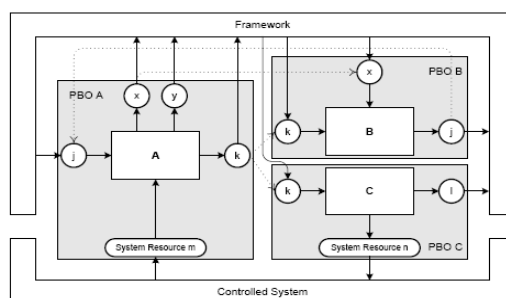 Framework
PBO A
x
y
x
PBO B
j
A
k
k
B
j
k
C
l
System Resource m
System Resource n
PBO C
Controlled System